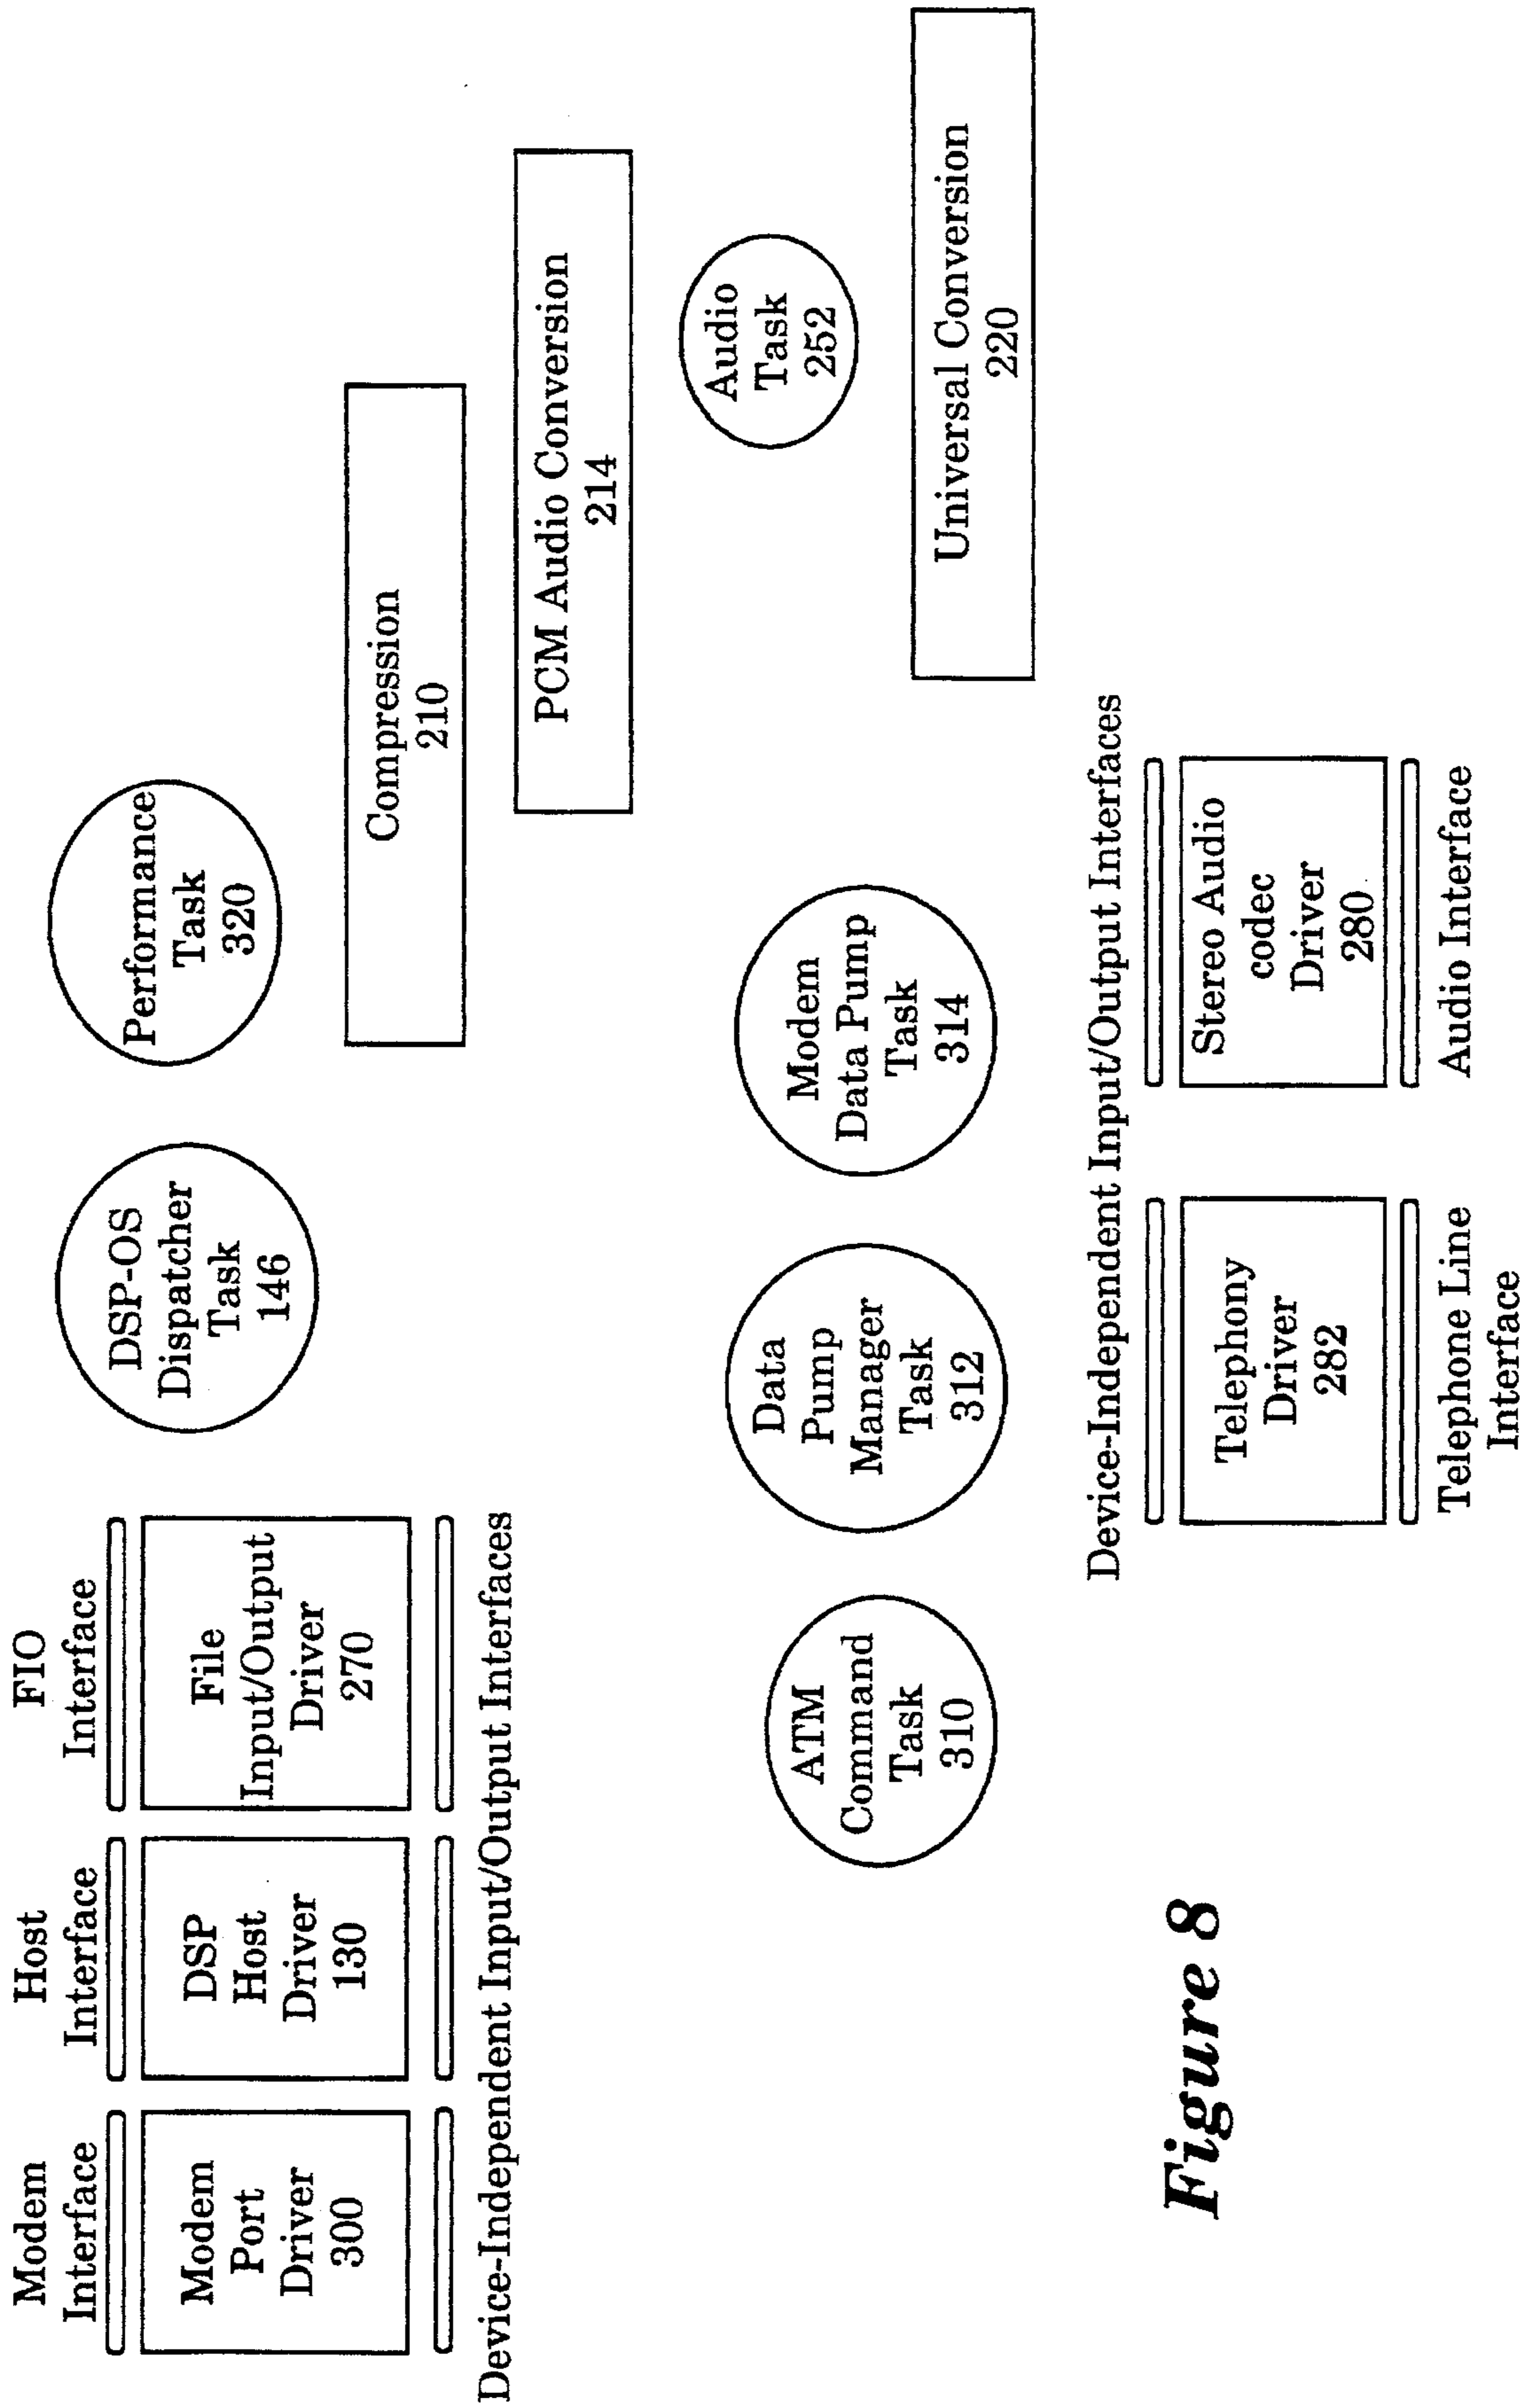 Modem
Interface
Host
Interface
FIO
Interface
Modem
Port
Driver
300
DSP
Host
Driver
130
File
Input/Output
Driver
270
Device-Independent Input/Output Interfaces
DSP-OS
Dispatcher
Task
146
Performance
Task
320
Compression
210
PCM Audio Conversion
214
ATM
Command
Task
310
Data
Pump
Manager
Task
312
Modem
Data Pump
Task
314
Audio
Task
252
Universal Conversion
220
Device-Independent Input/Output Interfaces
Telephony
Driver
282
Stereo Audio
codec
Driver
280
Telephone Line
Interface
Audio Interface
Figure 8